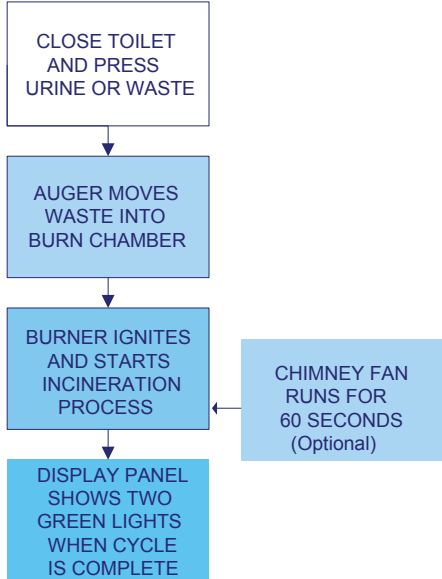 CLOSE TOILET
AND PRESS
URINE OR WASTE
AUGER MOVES
WASTE INTO
BURN CHAMBER
BURNER IGNITES
AND STARTS
INCINERATION
PROCESS
CHIMNEY FAN
RUNS FOR
60 SECONDS
(Optional)
DISPLAY PANEL
SHOWS TWO
GREEN LIGHTS
WHEN CYCLE
IS COMPLETE